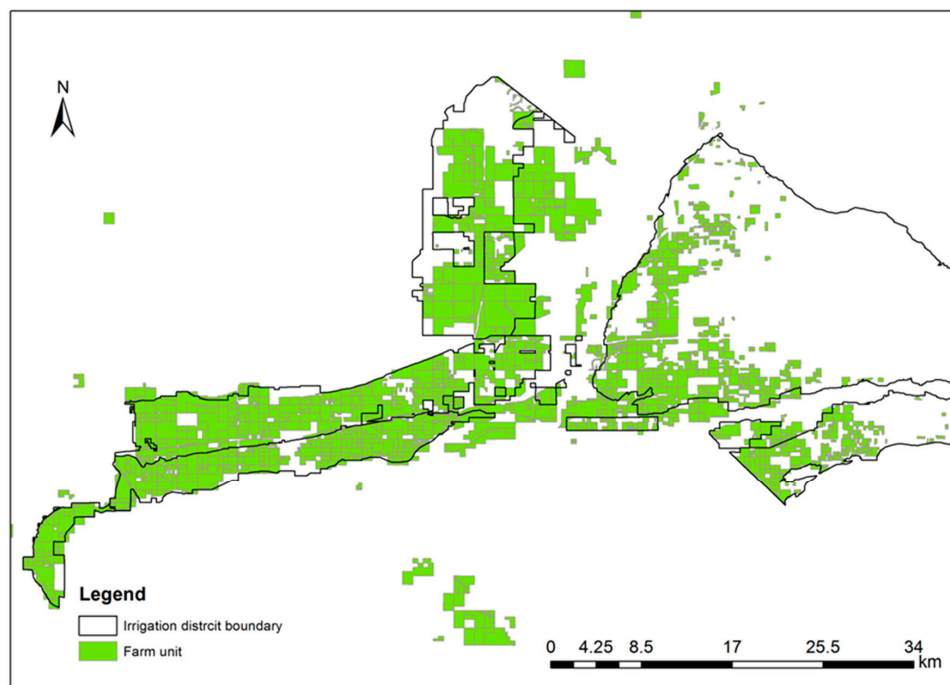 N
Legend
Irrigation distrcit boundary
Farm unit
0 4.25 8.5 17 25.5 34
km